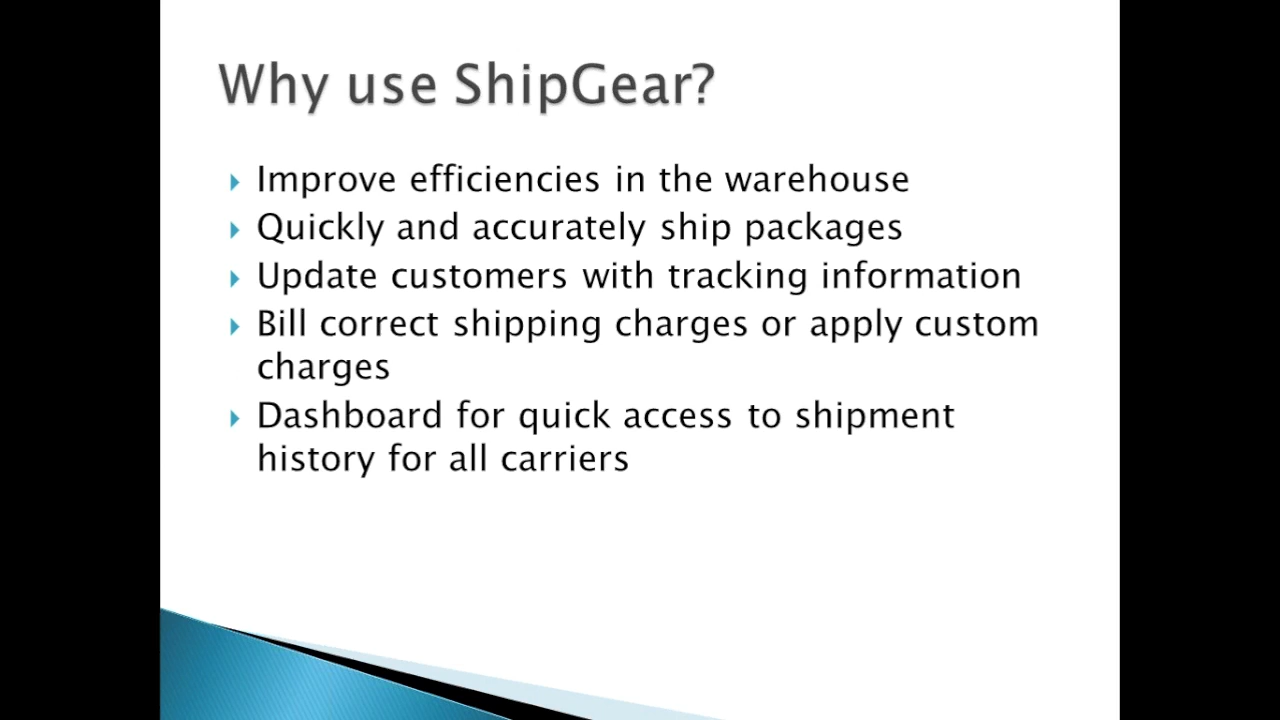 Why use ShipGear?
Improve efficiencies in the warehouse
Quickly and accurately ship packages
Update customers with tracking information
Bill correct shipping charges or apply custom
charges
Dashboard for quick access to shipment
history for all carriers